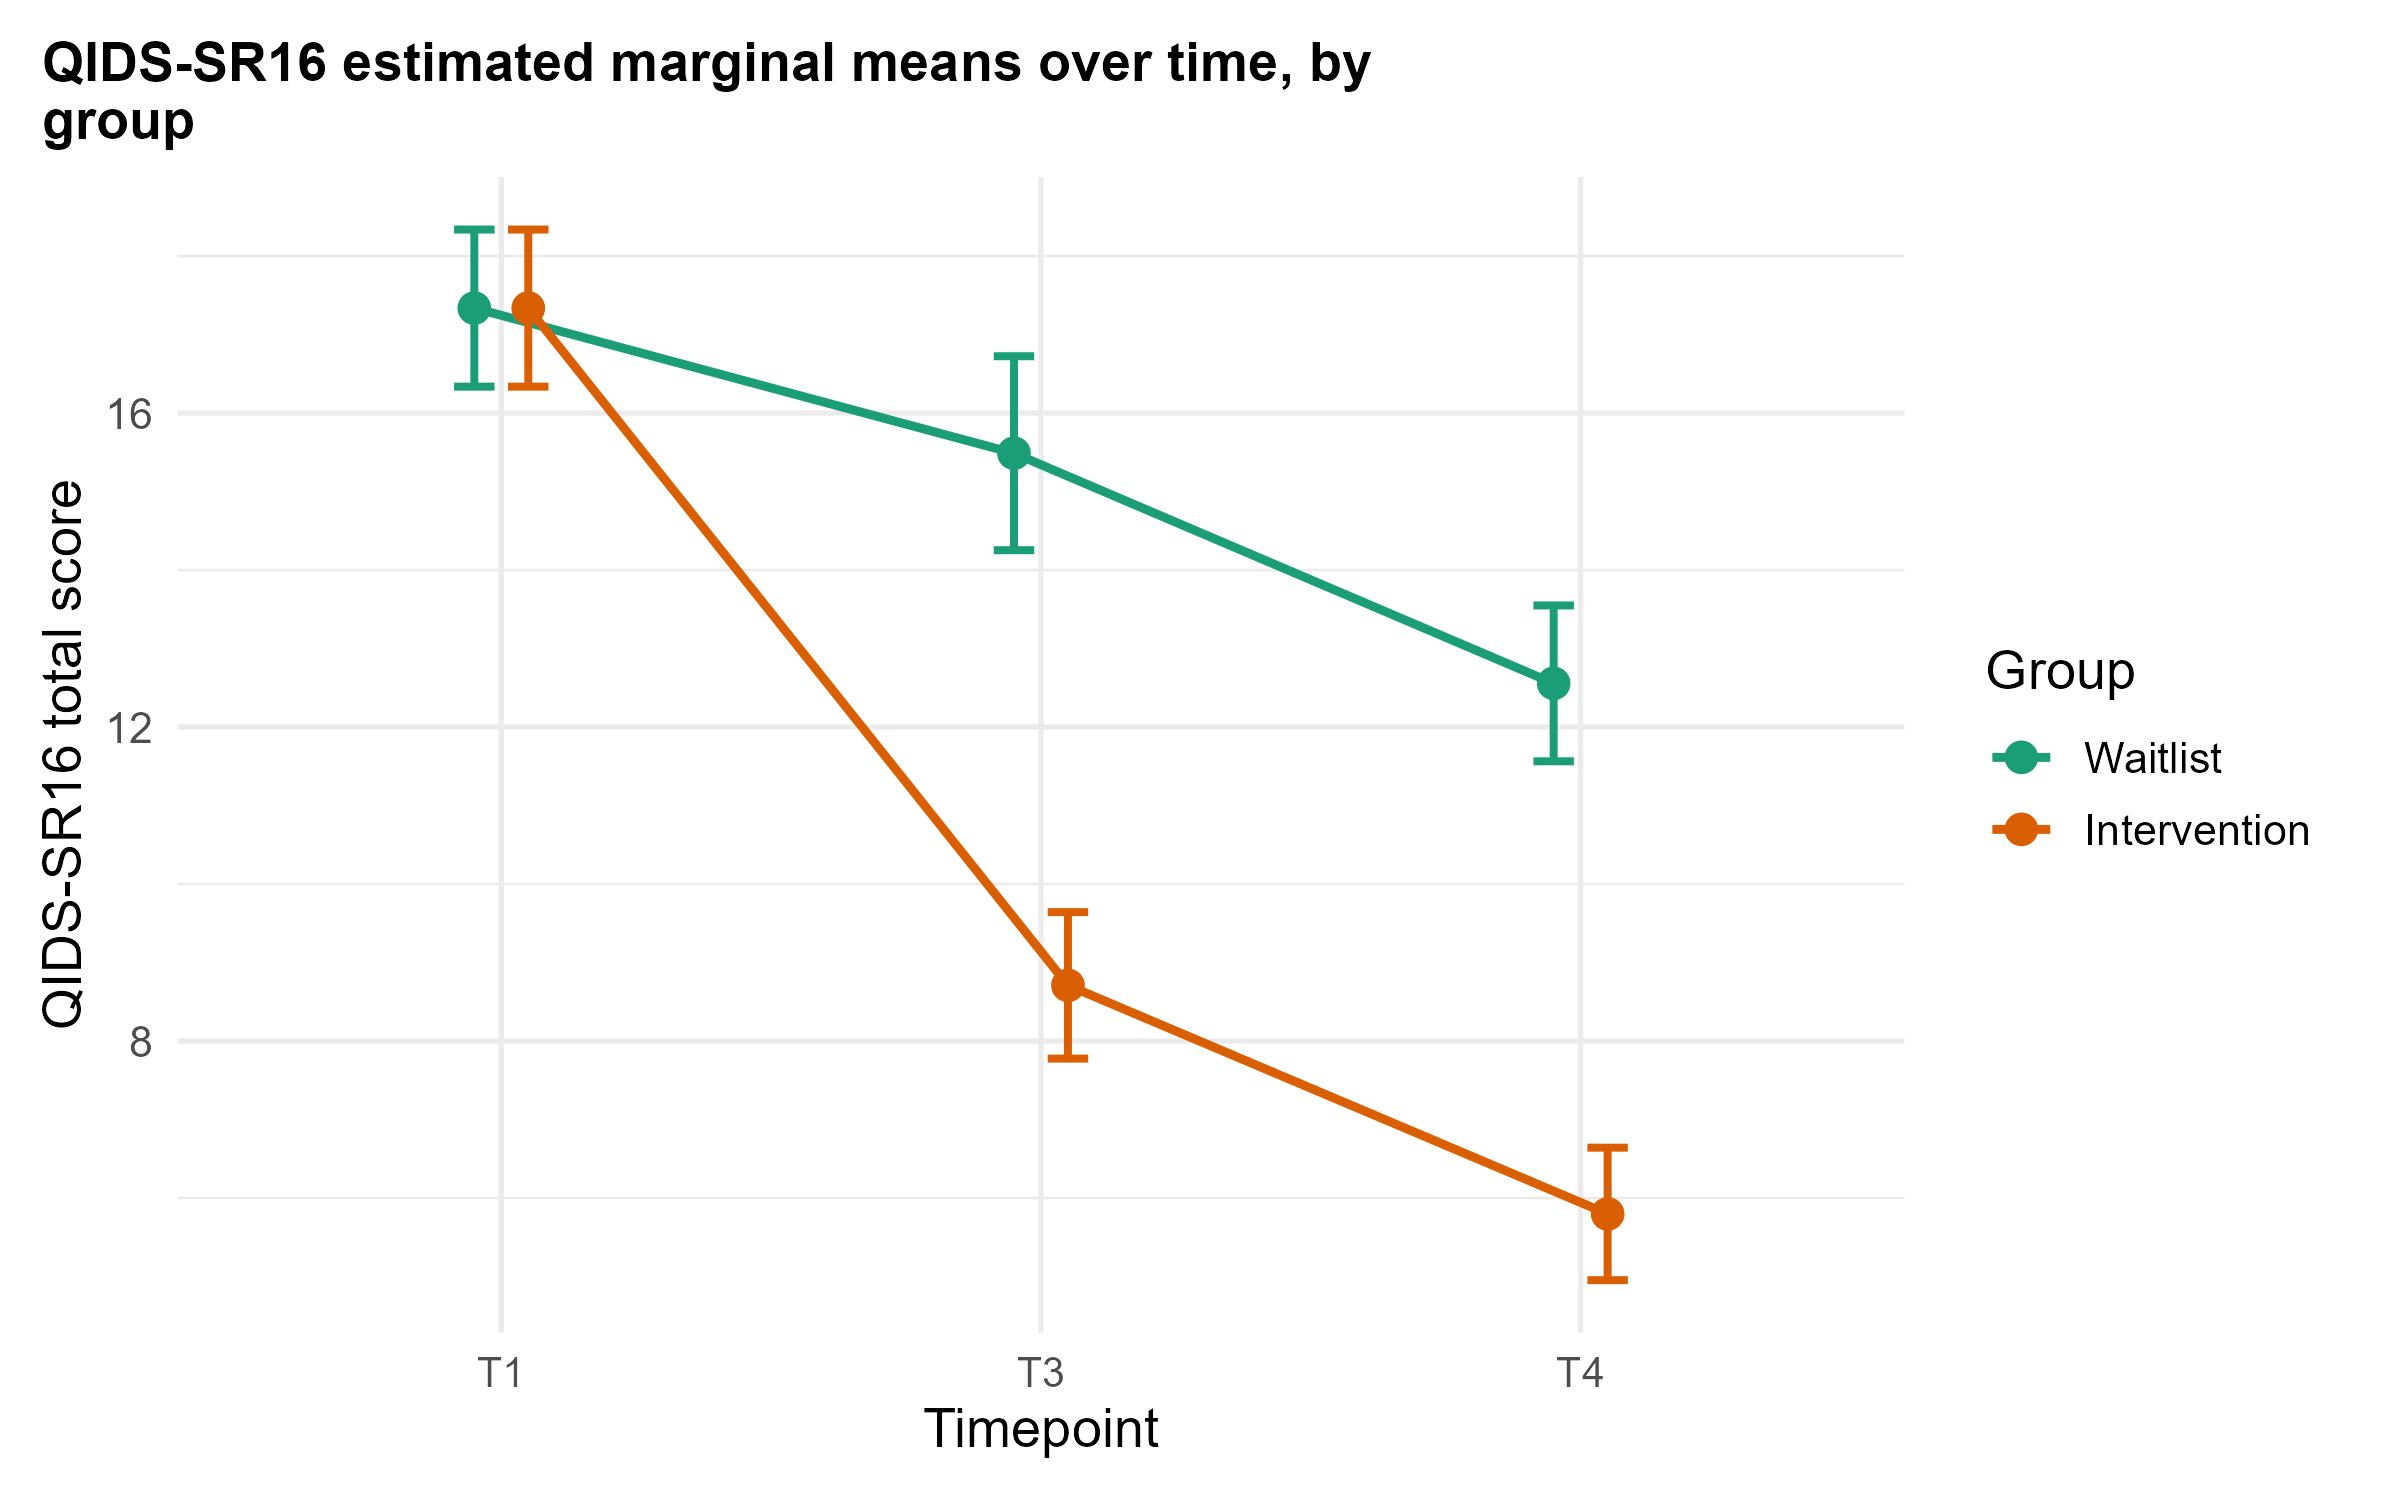 QIDS-SR16 estimated marginal means over time, by
group
QIDS-SR16 total score
16
12
8
T1
T3
T4
Timepoint
Group
Waitlist
Intervention